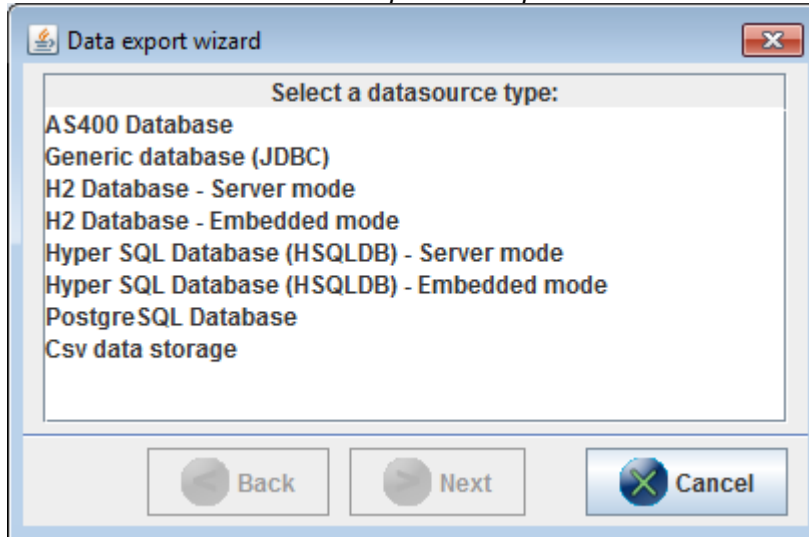 Data export wizard
Select a datasource type:
AS400 Database
Generic database (JDBC)
H2 Database - Server mode
H2 Database - Embedded mode
Hyper SQL Database (HSQLDB) - Server mode
Hyper SQL Database (HSQLDB) - Embedded mode
PostgreSQL Database
Csv data storage
Back Next Cancel